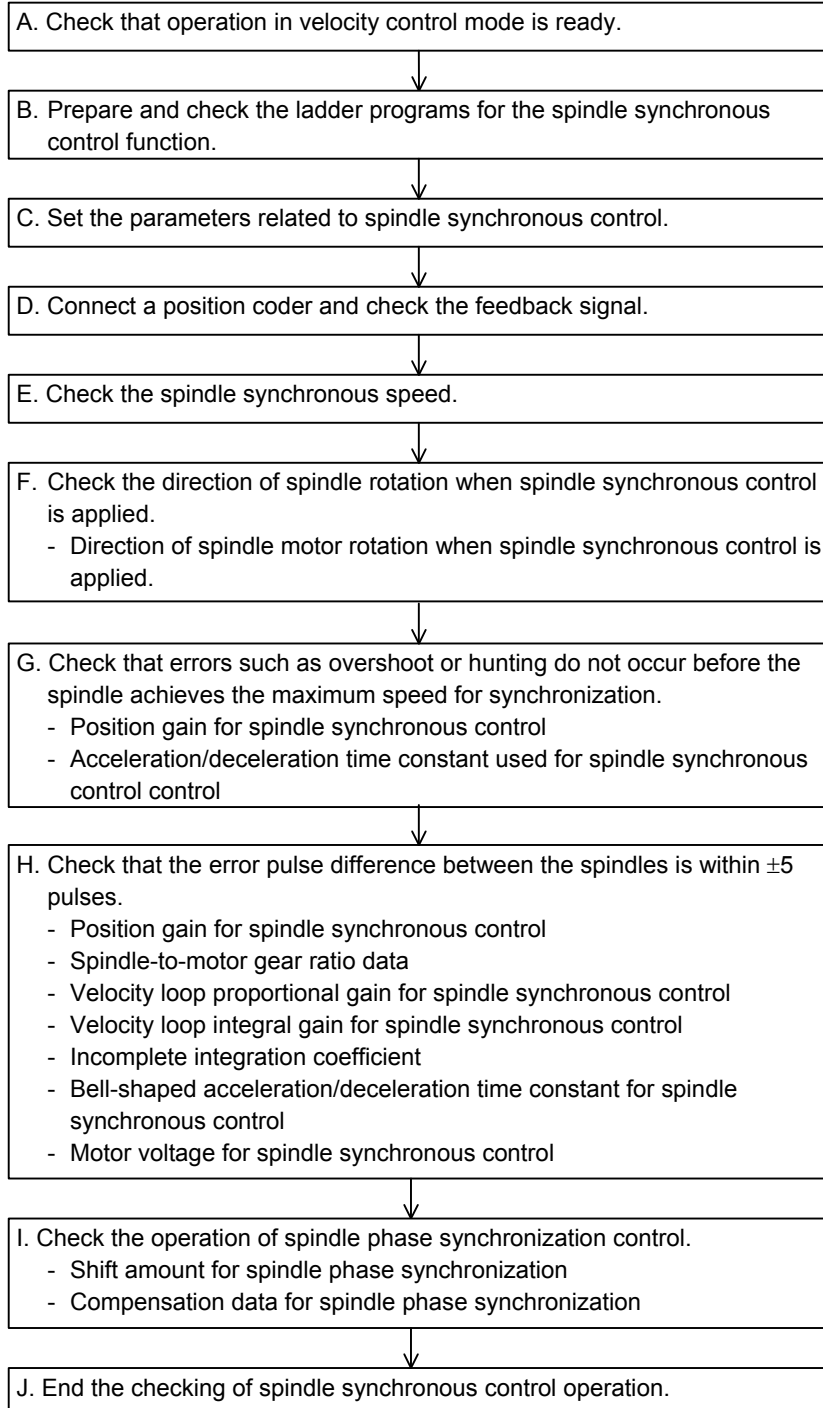 A. Check that operation in velocity control mode is ready.
B. Prepare and check the ladder programs for the spindle synchronous
control function.
C. Set the parameters related to spindle synchronous control.
D. Connect a position coder and check the feedback signal.
E. Check the spindle synchronous speed.
F. Check the direction of spindle rotation when spindle synchronous control
is applied.
- Direction of spindle motor rotation when spindle synchronous control is
applied.
G. Check that errors such as overshoot or hunting do not occur before the
spindle achieves the maximum speed for synchronization.
- Position gain for spindle synchronous control
- Acceleration/deceleration time constant used for spindle synchronous
control control
H. Check that the error pulse difference between the spindles is within ±5
pulses.
- Position gain for spindle synchronous control
- Spindle-to-motor gear ratio data
- Velocity loop proportional gain for spindle synchronous control
- Velocity loop integral gain for spindle synchronous control
- Incomplete integration coefficient
- Bell-shaped acceleration/deceleration time constant for spindle
synchronous control
- Motor voltage for spindle synchronous control
I. Check the operation of spindle phase synchronization control.
- Shift amount for spindle phase synchronization
- Compensation data for spindle phase synchronization
J. End the checking of spindle synchronous control operation.